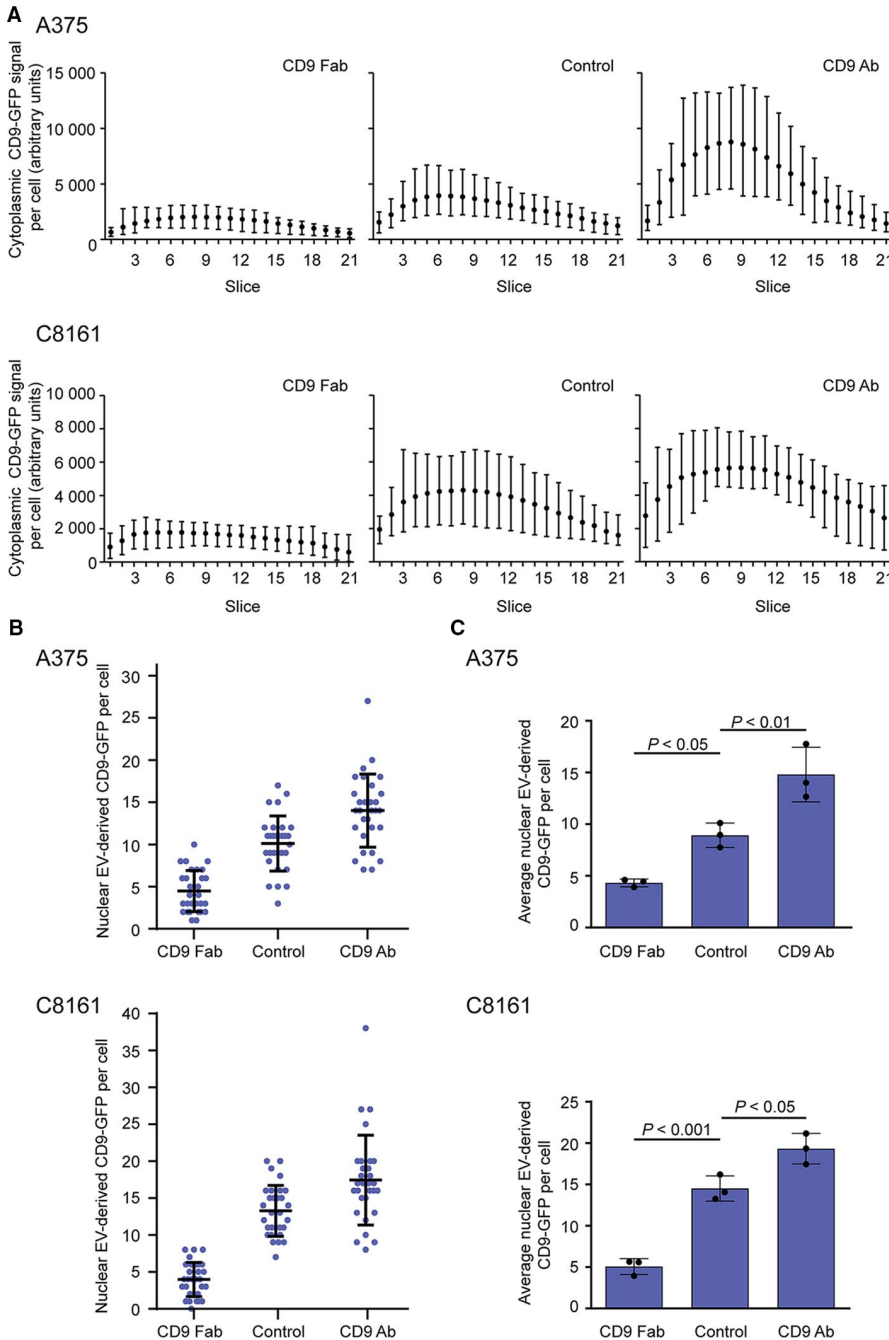 A
A375
Cytoplasmic CD9-GFP signal
per cell (arbitrary units)
CD9 Fab
Control
CD9 Ab
15 000
10 000
5 000
0
3 6 9 12 15 18 21
3 6 9 12 15 18 21
3 6 9 12 15 18 21
Slice
Slice
Slice
C8161
Cytoplasmic CD9-GFP signal
per cell (arbitrary units)
CD9 Fab
Control
CD9 Ab
10 000
8 000
6 000
4 000
2 000
0
3 6 9 12 15 18 21
3 6 9 12 15 18 21
3 6 9 12 15 18 21
Slice
Slice
Slice
B
A375
Nuclear EV-derived CD9-GFP per cell
30
25
20
15
10
5
0
CD9 Fab Control CD9 Ab
C8161
Nuclear EV-derived CD9-GFP per cell
40
35
30
25
20
15
10
5
0
CD9 Fab Control CD9 Ab
C
A375
Average nuclear EV-derived
CD9-GFP per cell
20
15
10
5
0
P < 0.05
P < 0.01
CD9 Fab Control CD9 Ab
C8161
Average nuclear EV-derived
CD9-GFP per cell
25
20
15
10
5
0
P < 0.001
P < 0.05
CD9 Fab Control CD9 Ab